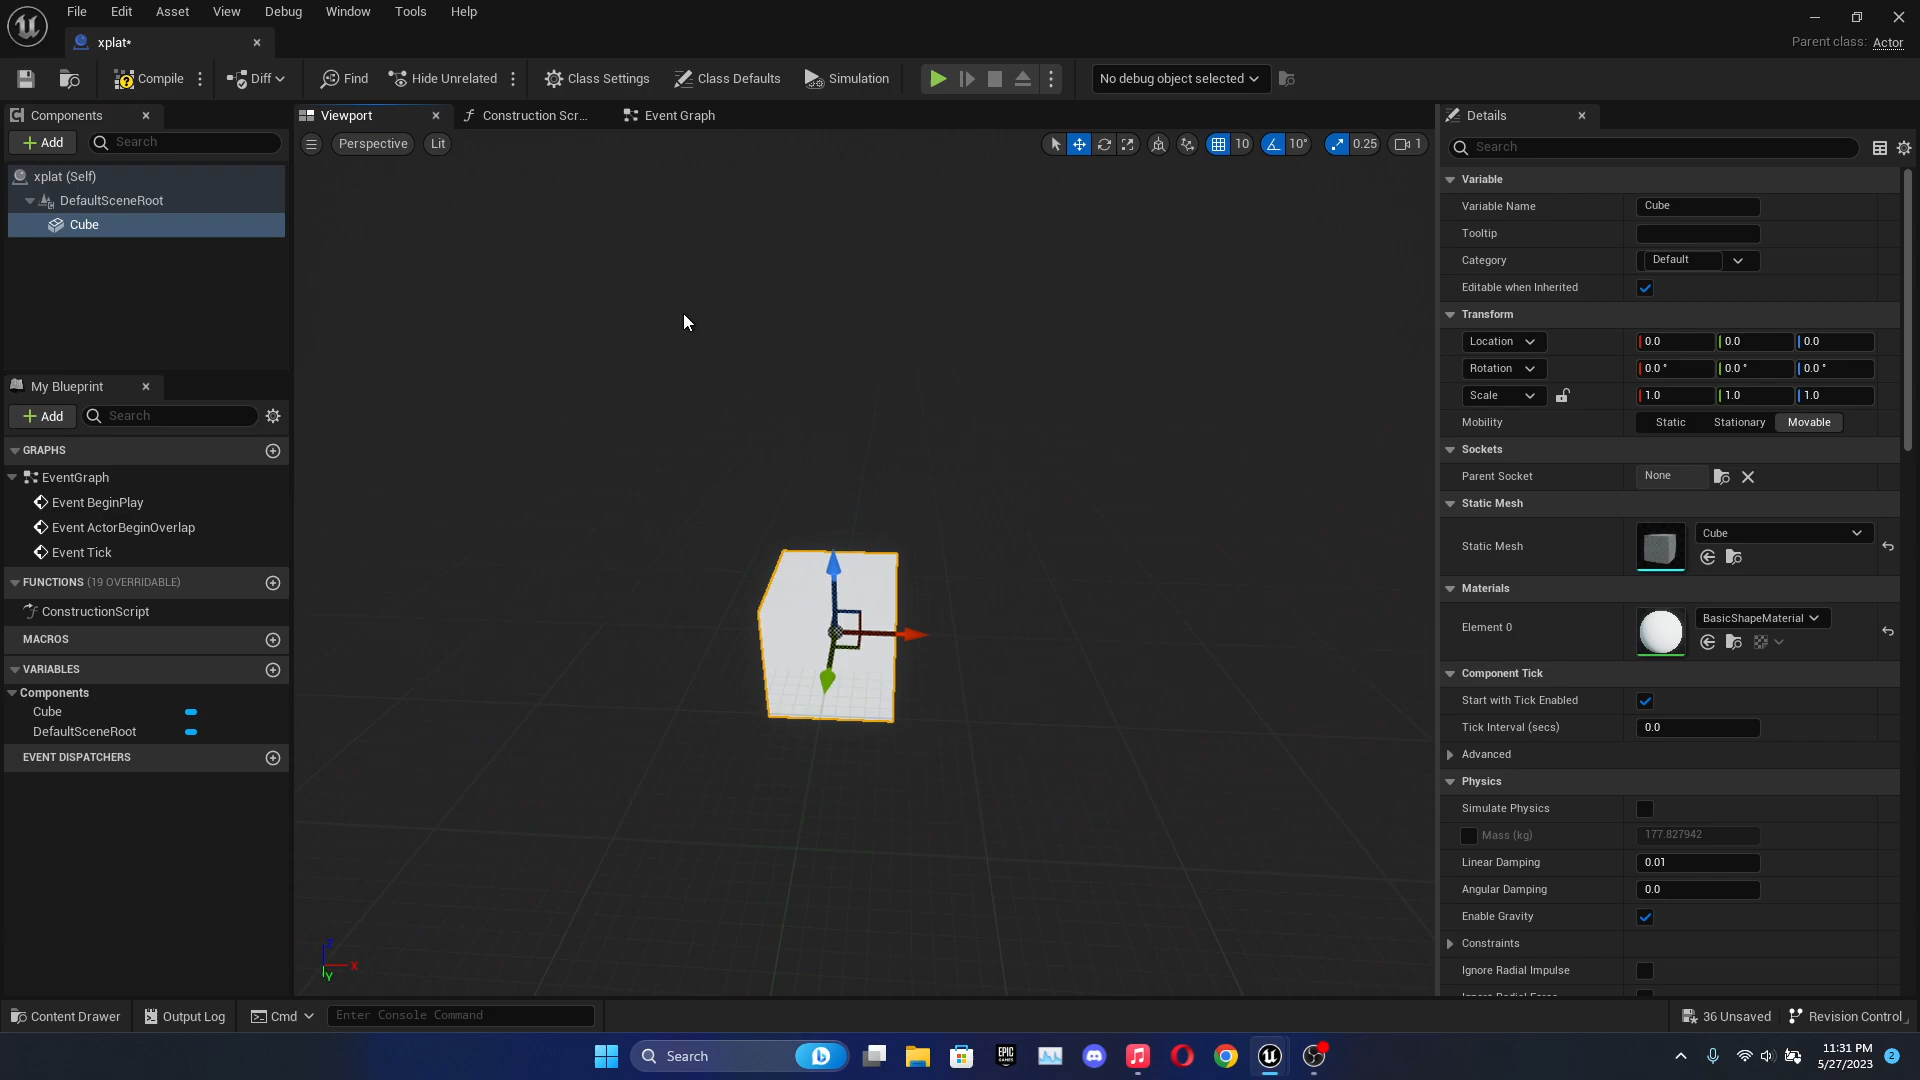 File Edit Asset View Debug Window Tools Help
xplat*
Parent class: Actor
Compile Diff Find Hide Unrelated Class Settings Class Defaults Simulation No debug object selected
Components
Add Search
xplat (Self)
DefaultSceneRoot
Cube
My Blueprint
Add Search
GRAPHS
EventGraph
Event BeginPlay
Event ActorBeginOverlap
Event Tick
FUNCTIONS (19 OVERRIDABLE)
ConstructionScript
MACROS
VARIABLES
Components
Cube
DefaultSceneRoot
EVENT DISPATCHERS
Viewport Construction Scr... Event Graph
Perspective Lit 10 10° 0.25 1
Z
X
Y
Details
Search
Variable
Variable Name Cube
Tooltip
Category Default
Editable when Inherited
Transform
Location 0.0 0.0 0.0
Rotation 0.0 ° 0.0 ° 0.0 °
Scale 1.0 1.0 1.0
Mobility Static Stationary Movable
Sockets
Parent Socket None
Static Mesh
Static Mesh Cube
Materials
Element 0 BasicShapeMaterial
Component Tick
Start with Tick Enabled
Tick Interval (secs) 0.0
Advanced
Physics
Simulate Physics
Mass (kg) 177.827942
Linear Damping 0.01
Angular Damping 0.0
Enable Gravity
Constraints
Ignore Radial Impulse
Ignore Radial Force
Content Drawer Output Log Cmd Enter Console Command 36 Unsaved Revision Control
Search EPIC GAMES
11:31 PM
5/27/2023 2